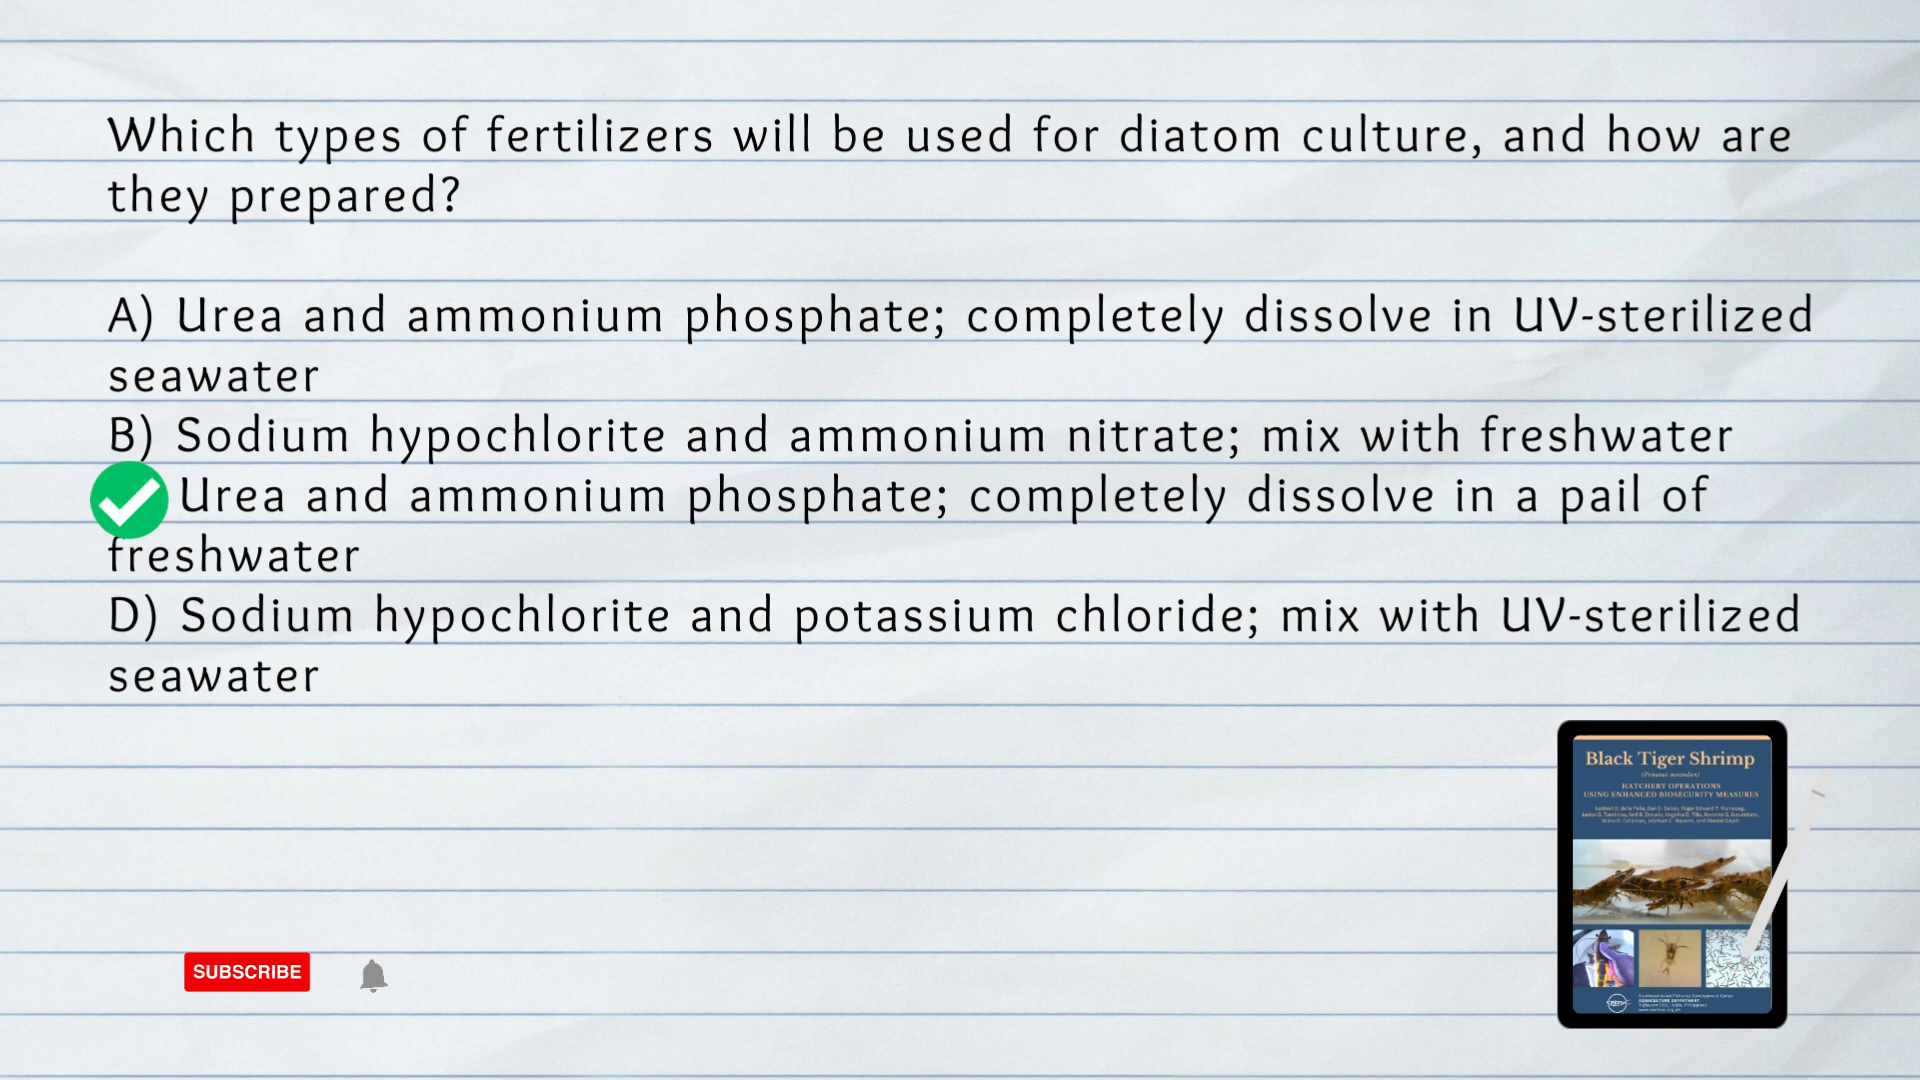 Which types of fertilizers will be used for diatom culture, and how are
they prepared?
A) Urea and ammonium phosphate; completely dissolve in UV-sterilized
seawater
B) Sodium hypochlorite and ammonium nitrate; mix with freshwater
Urea and ammonium phosphate; completely dissolve in a pail of
freshwater
D) Sodium hypochlorite and potassium chloride; mix with UV-sterilized
seawater
Black Tiger Shrimp
(Penaeus monodon)
HATCHERY OPERATIONS
USING ENHANCED BIOSECURITY MEASURES
SUBSCRIBE